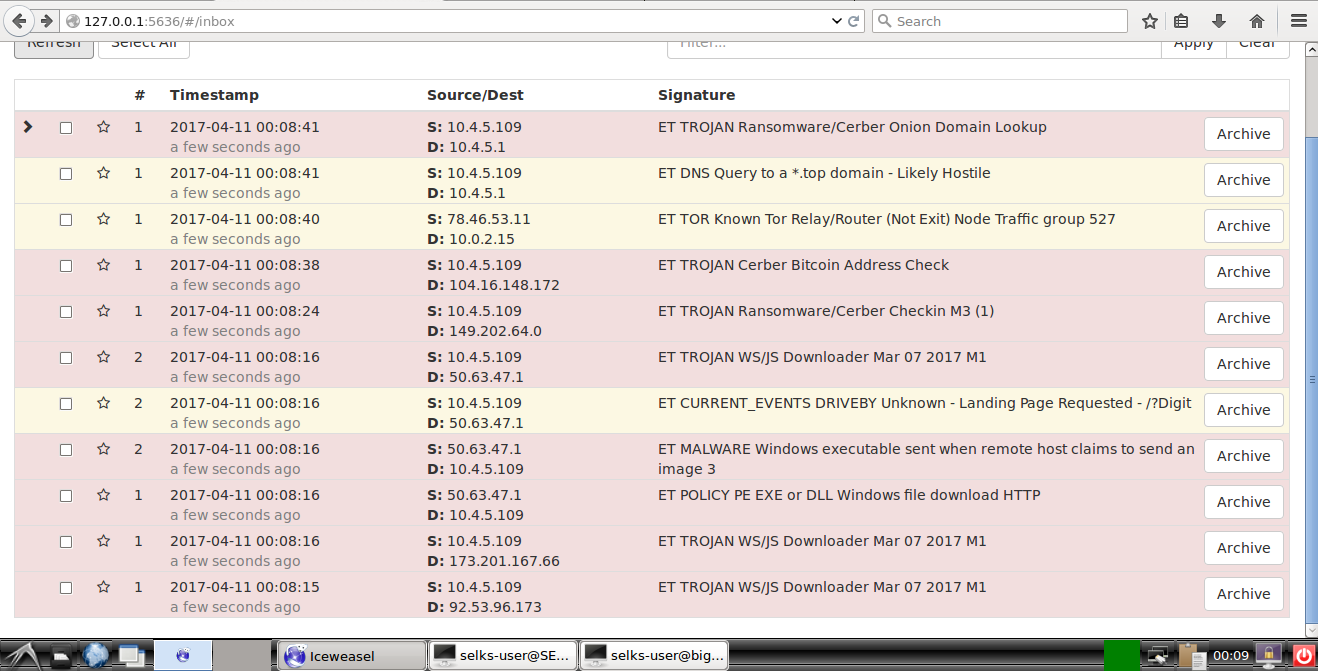 127.0.0.1:5636/#/inbox
Search
Refresh Select All Filter... Apply Clear
# Timestamp Source/Dest Signature
1 2017-04-11 00:08:41 S: 10.4.5.109 ET TROJAN Ransomware/Cerber Onion Domain Lookup Archive
a few seconds ago D: 10.4.5.1
1 2017-04-11 00:08:41 S: 10.4.5.109 ET DNS Query to a *.top domain - Likely Hostile Archive
a few seconds ago D: 10.4.5.1
1 2017-04-11 00:08:40 S: 78.46.53.11 ET TOR Known Tor Relay/Router (Not Exit) Node Traffic group 527 Archive
a few seconds ago D: 10.0.2.15
1 2017-04-11 00:08:38 S: 10.4.5.109 ET TROJAN Cerber Bitcoin Address Check Archive
a few seconds ago D: 104.16.148.172
1 2017-04-11 00:08:24 S: 10.4.5.109 ET TROJAN Ransomware/Cerber Checkin M3 (1) Archive
a few seconds ago D: 149.202.64.0
2 2017-04-11 00:08:16 S: 10.4.5.109 ET TROJAN WS/JS Downloader Mar 07 2017 M1 Archive
a few seconds ago D: 50.63.47.1
2 2017-04-11 00:08:16 S: 10.4.5.109 ET CURRENT_EVENTS DRIVEBY Unknown - Landing Page Requested - /?Digit Archive
a few seconds ago D: 50.63.47.1
2 2017-04-11 00:08:16 S: 50.63.47.1 ET MALWARE Windows executable sent when remote host claims to send an Archive
a few seconds ago D: 10.4.5.109 image 3
1 2017-04-11 00:08:16 S: 50.63.47.1 ET POLICY PE EXE or DLL Windows file download HTTP Archive
a few seconds ago D: 10.4.5.109
1 2017-04-11 00:08:16 S: 10.4.5.109 ET TROJAN WS/JS Downloader Mar 07 2017 M1 Archive
a few seconds ago D: 173.201.167.66
1 2017-04-11 00:08:15 S: 10.4.5.109 ET TROJAN WS/JS Downloader Mar 07 2017 M1 Archive
a few seconds ago D: 92.53.96.173
Iceweasel selks-user@SE... selks-user@big... 00:09